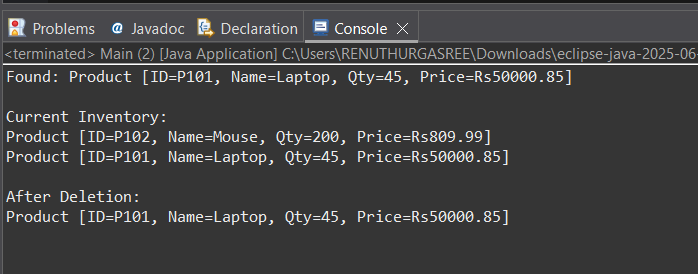 Problems @ Javadoc Declaration Console
<terminated> Main (2) [Java Application] C:\Users\RENUTHURGASREE\Downloads\eclipse-java-2025-06-
Found: Product [ID=P101, Name=Laptop, Qty=45, Price=Rs50000.85]
Current Inventory:
Product [ID=P102, Name=Mouse, Qty=200, Price=Rs809.99]
Product [ID=P101, Name=Laptop, Qty=45, Price=Rs50000.85]
After Deletion:
Product [ID=P101, Name=Laptop, Qty=45, Price=Rs50000.85]